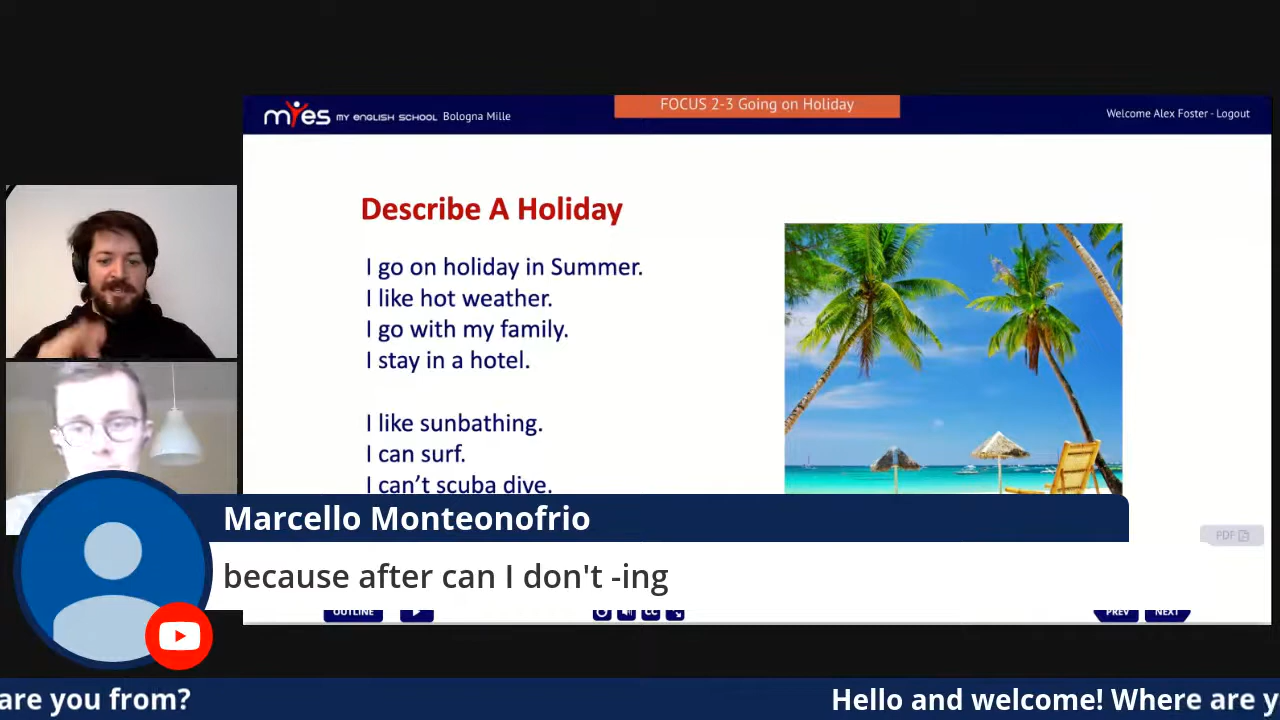 FOCUS 2-3 Going on Holiday
myes MY ENGLISH SCHOOL Bologna Mille
Welcome Alex Foster - Logout
Describe A Holiday
I go on holiday in Summer.
I like hot weather.
I go with my family.
I stay in a hotel.
I like sunbathing.
I can surf.
I can't scuba dive.
Marcello Monteonofrio
PDF
because after can I don't -ing
OUTLINE
CC
PREV
NEXT
are you from?
Hello and welcome! Where are y